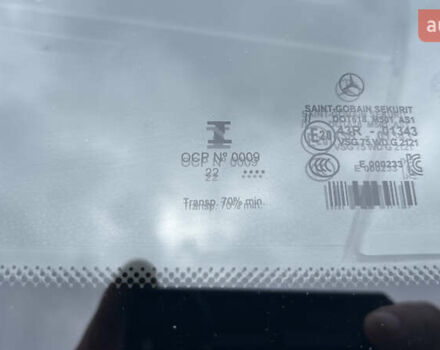 SAINT-GOBAIN SEKURIT
DOT618 M501 AS1
43R - 01343
VSG 75 WD G 2121
E 000233
OCP Nº 0009
22 ••••
Transp. 70% min.